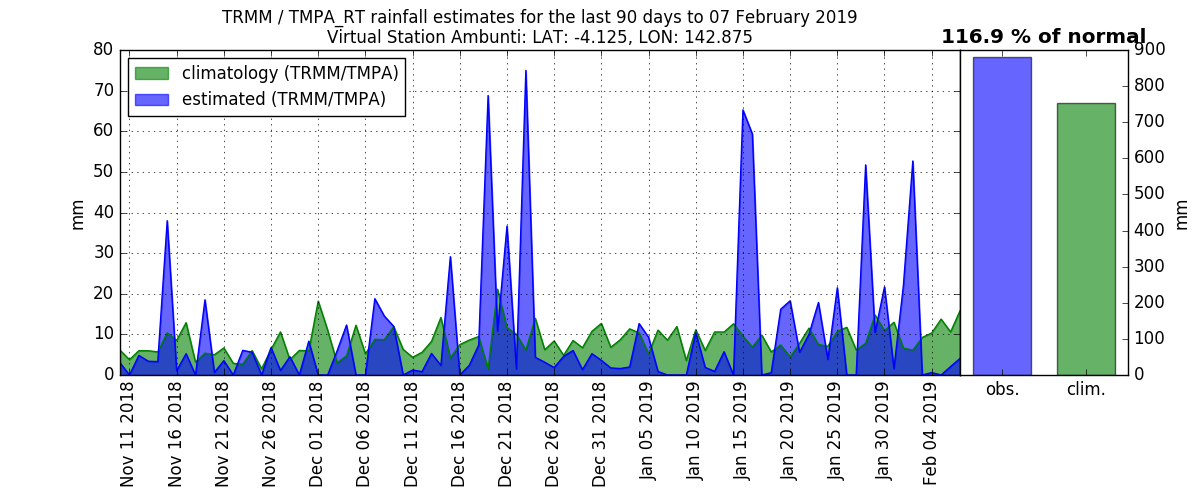 TRMM / TMPA_RT rainfall estimates for the last 90 days to 07 February 2019
Virtual Station Ambunti: LAT: -4.125, LON: 142.875
116.9 % of normal
climatology (TRMM/TMPA)
estimated (TRMM/TMPA)
mm
80
70
60
50
40
30
20
10
0
Nov 11 2018
Nov 16 2018
Nov 21 2018
Nov 26 2018
Dec 01 2018
Dec 06 2018
Dec 11 2018
Dec 16 2018
Dec 21 2018
Dec 26 2018
Dec 31 2018
Jan 05 2019
Jan 10 2019
Jan 15 2019
Jan 20 2019
Jan 25 2019
Jan 30 2019
Feb 04 2019
obs.
clim.
900
800
700
600
500
400
300
200
100
0
mm